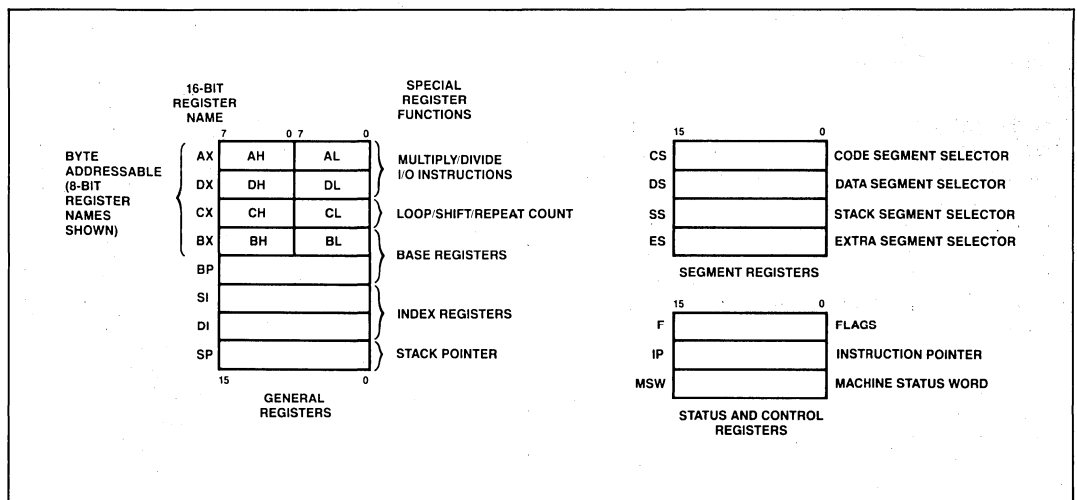 16-BIT
REGISTER
NAME
SPECIAL
REGISTER
FUNCTIONS
7 0 7 0
BYTE
ADDRESSABLE
(8-BIT
REGISTER
NAMES
SHOWN)
AX AH AL
DX DH DL
MULTIPLY/DIVIDE
I/O INSTRUCTIONS
CX CH CL LOOP/SHIFT/REPEAT COUNT
BX BH BL
BP
BASE REGISTERS
SI
DI
INDEX REGISTERS
SP STACK POINTER
15 0
GENERAL
REGISTERS
15 0
CS CODE SEGMENT SELECTOR
DS DATA SEGMENT SELECTOR
SS STACK SEGMENT SELECTOR
ES EXTRA SEGMENT SELECTOR
SEGMENT REGISTERS
15 0
F FLAGS
IP INSTRUCTION POINTER
MSW MACHINE STATUS WORD
STATUS AND CONTROL
REGISTERS